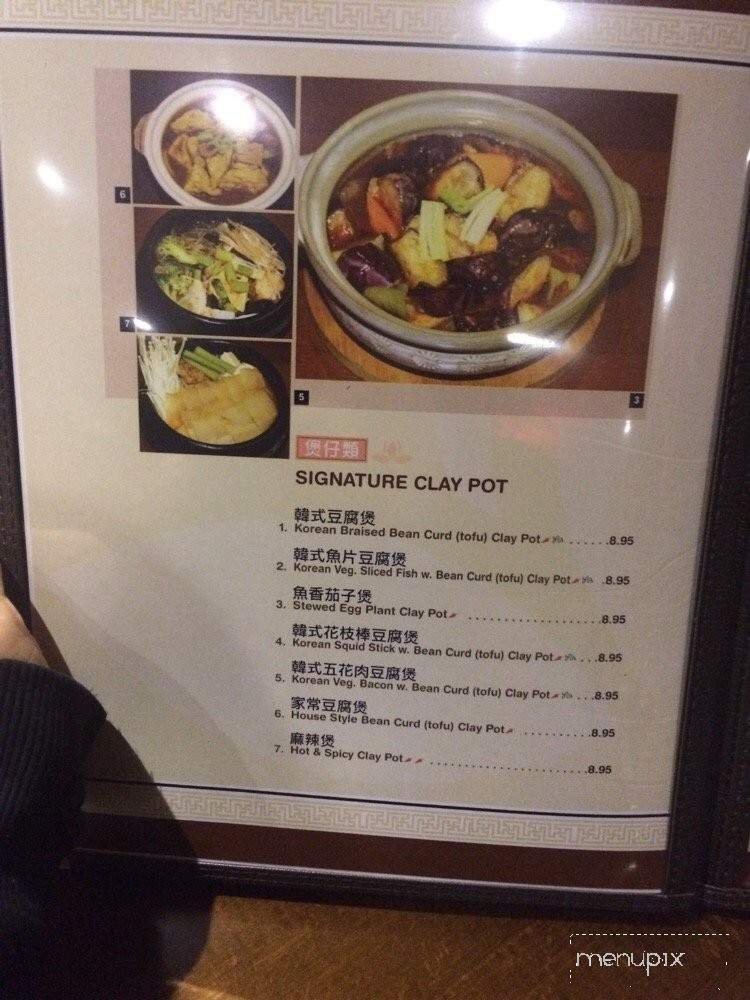 6
7
5
3
煲仔類
SIGNATURE CLAY POT
韓式豆腐煲
1. Korean Braised Bean Curd (tofu) Clay Pot ......8.95
韓式魚片豆腐煲
2. Korean Veg. Sliced Fish w. Bean Curd (tofu) Clay Pot .8.95
魚香茄子煲
3. Stewed Egg Plant Clay Pot ......................8.95
韓式花枝棒豆腐煲
4. Korean Squid Stick w. Bean Curd (tofu) Clay Pot ...8.95
韓式五花肉豆腐煲
5. Korean Veg. Bacon w. Bean Curd (tofu) Clay Pot ...8.95
家常豆腐煲
6. House Style Bean Curd (tofu) Clay Pot ...........8.95
麻辣煲
7. Hot & Spicy Clay Pot .........................8.95
menupix